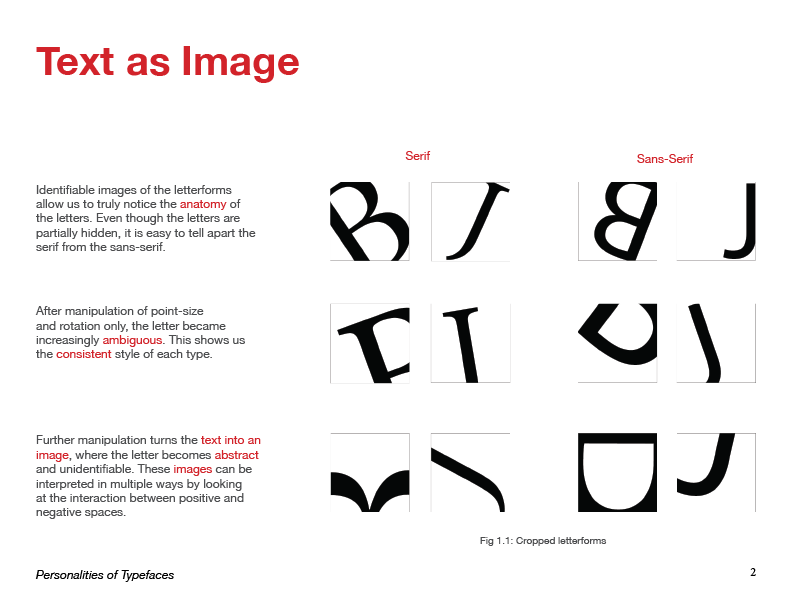 Text as Image
Serif
Sans-Serif
Identifiable images of the letterforms
allow us to truly notice the anatomy of
the letters. Even though the letters are
partially hidden, it is easy to tell apart the
serif from the sans-serif.
B J B J
After manipulation of point-size
and rotation only, the letter became
increasingly ambiguous. This shows us
the consistent style of each type.
Further manipulation turns the text into an
image, where the letter becomes abstract
and unidentifiable. These images can be
interpreted in multiple ways by looking
at the interaction between positive and
negative spaces.
Fig 1.1: Cropped letterforms
Personalities of Typefaces
2